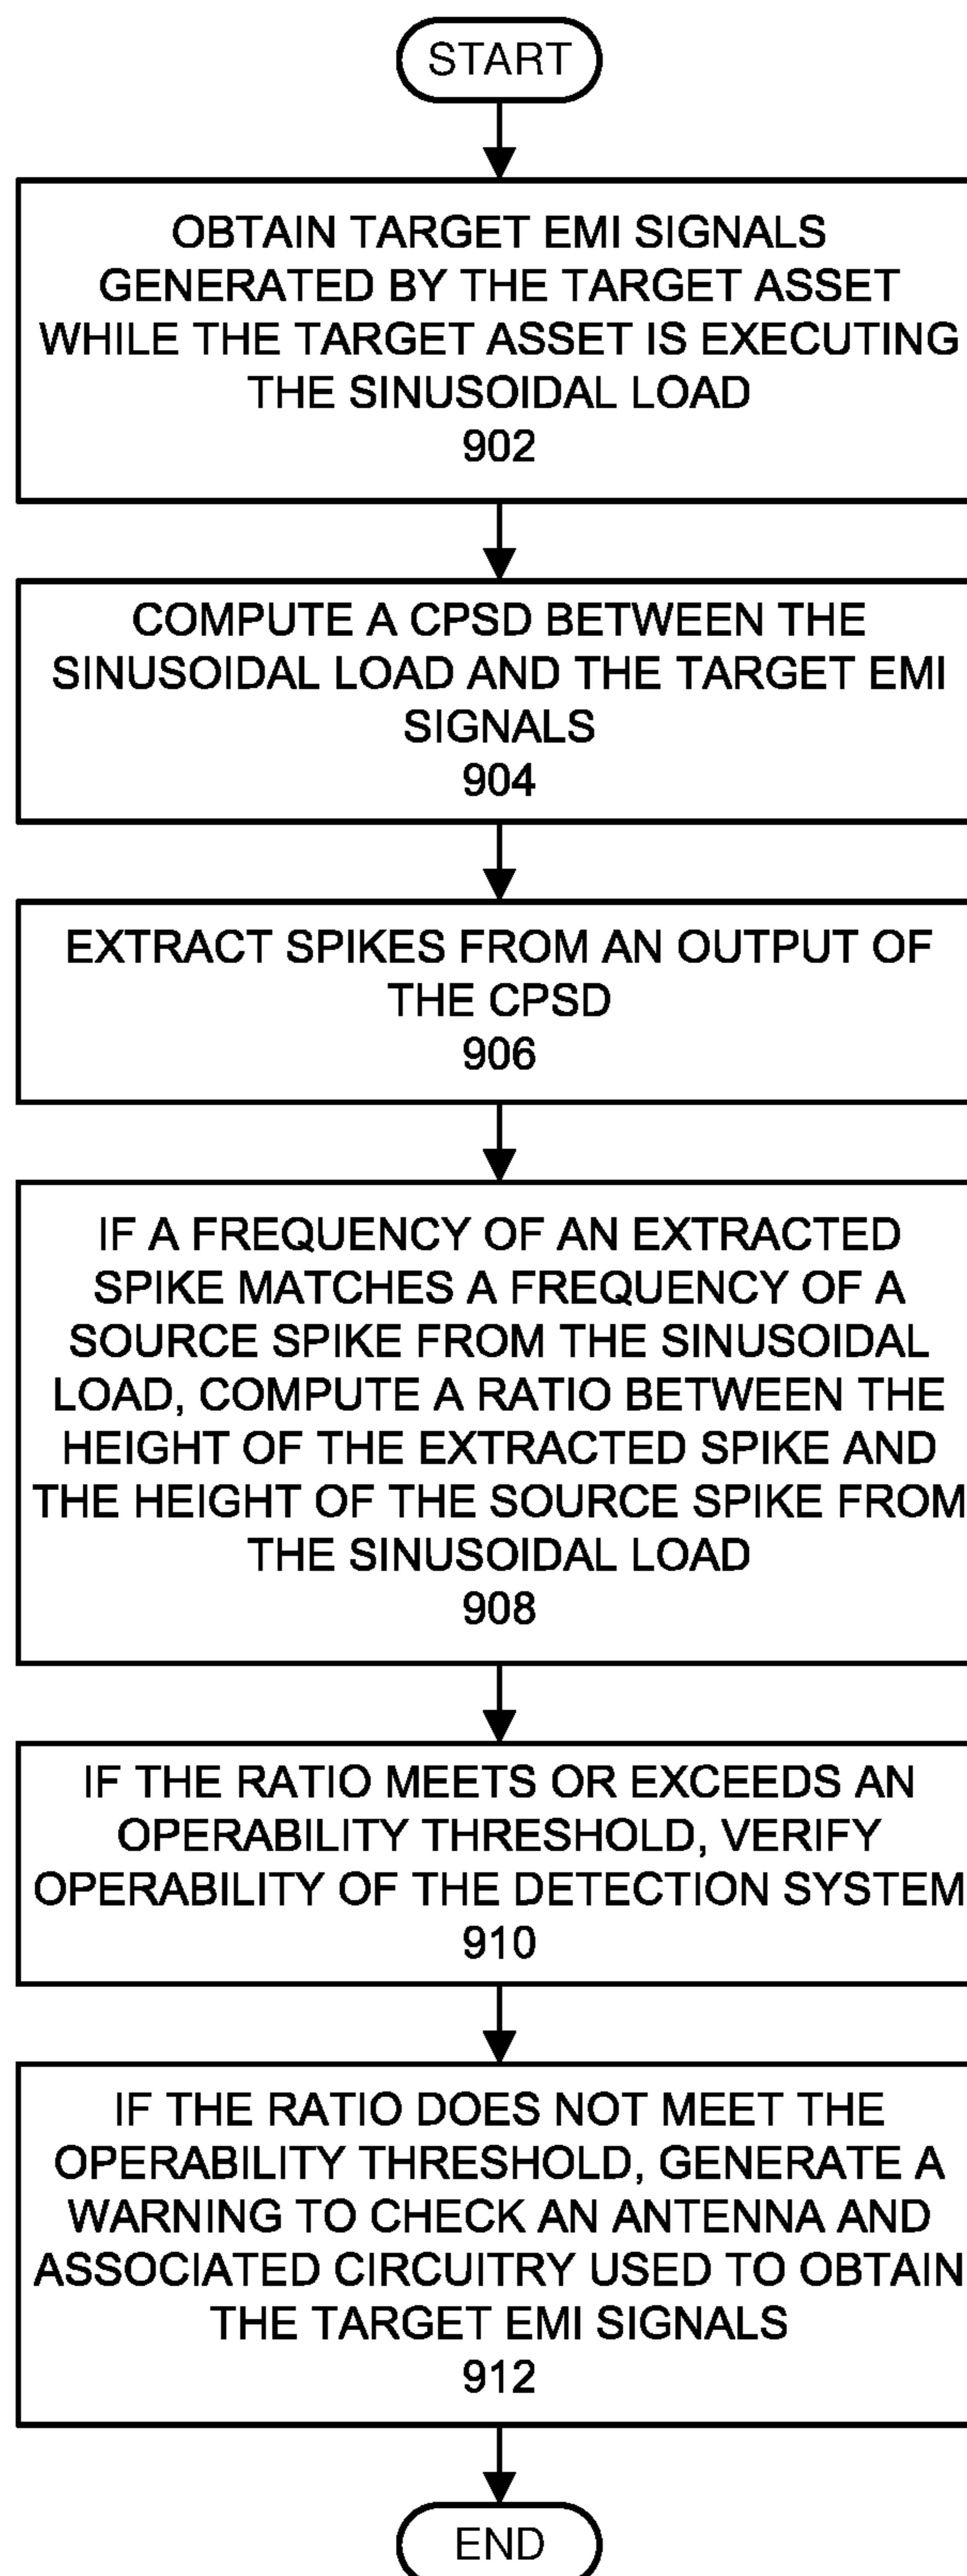 START
OBTAIN TARGET EMI SIGNALS
GENERATED BY THE TARGET ASSET
WHILE THE TARGET ASSET IS EXECUTING
THE SINUSOIDAL LOAD
902
COMPUTE A CPSD BETWEEN THE
SINUSOIDAL LOAD AND THE TARGET EMI
SIGNALS
904
EXTRACT SPIKES FROM AN OUTPUT OF
THE CPSD
906
IF A FREQUENCY OF AN EXTRACTED
SPIKE MATCHES A FREQUENCY OF A
SOURCE SPIKE FROM THE SINUSOIDAL
LOAD, COMPUTE A RATIO BETWEEN THE
HEIGHT OF THE EXTRACTED SPIKE AND
THE HEIGHT OF THE SOURCE SPIKE FROM
THE SINUSOIDAL LOAD
908
IF THE RATIO MEETS OR EXCEEDS AN
OPERABILITY THRESHOLD, VERIFY
OPERABILITY OF THE DETECTION SYSTEM
910
IF THE RATIO DOES NOT MEET THE
OPERABILITY THRESHOLD, GENERATE A
WARNING TO CHECK AN ANTENNA AND
ASSOCIATED CIRCUITRY USED TO OBTAIN
THE TARGET EMI SIGNALS
912
END